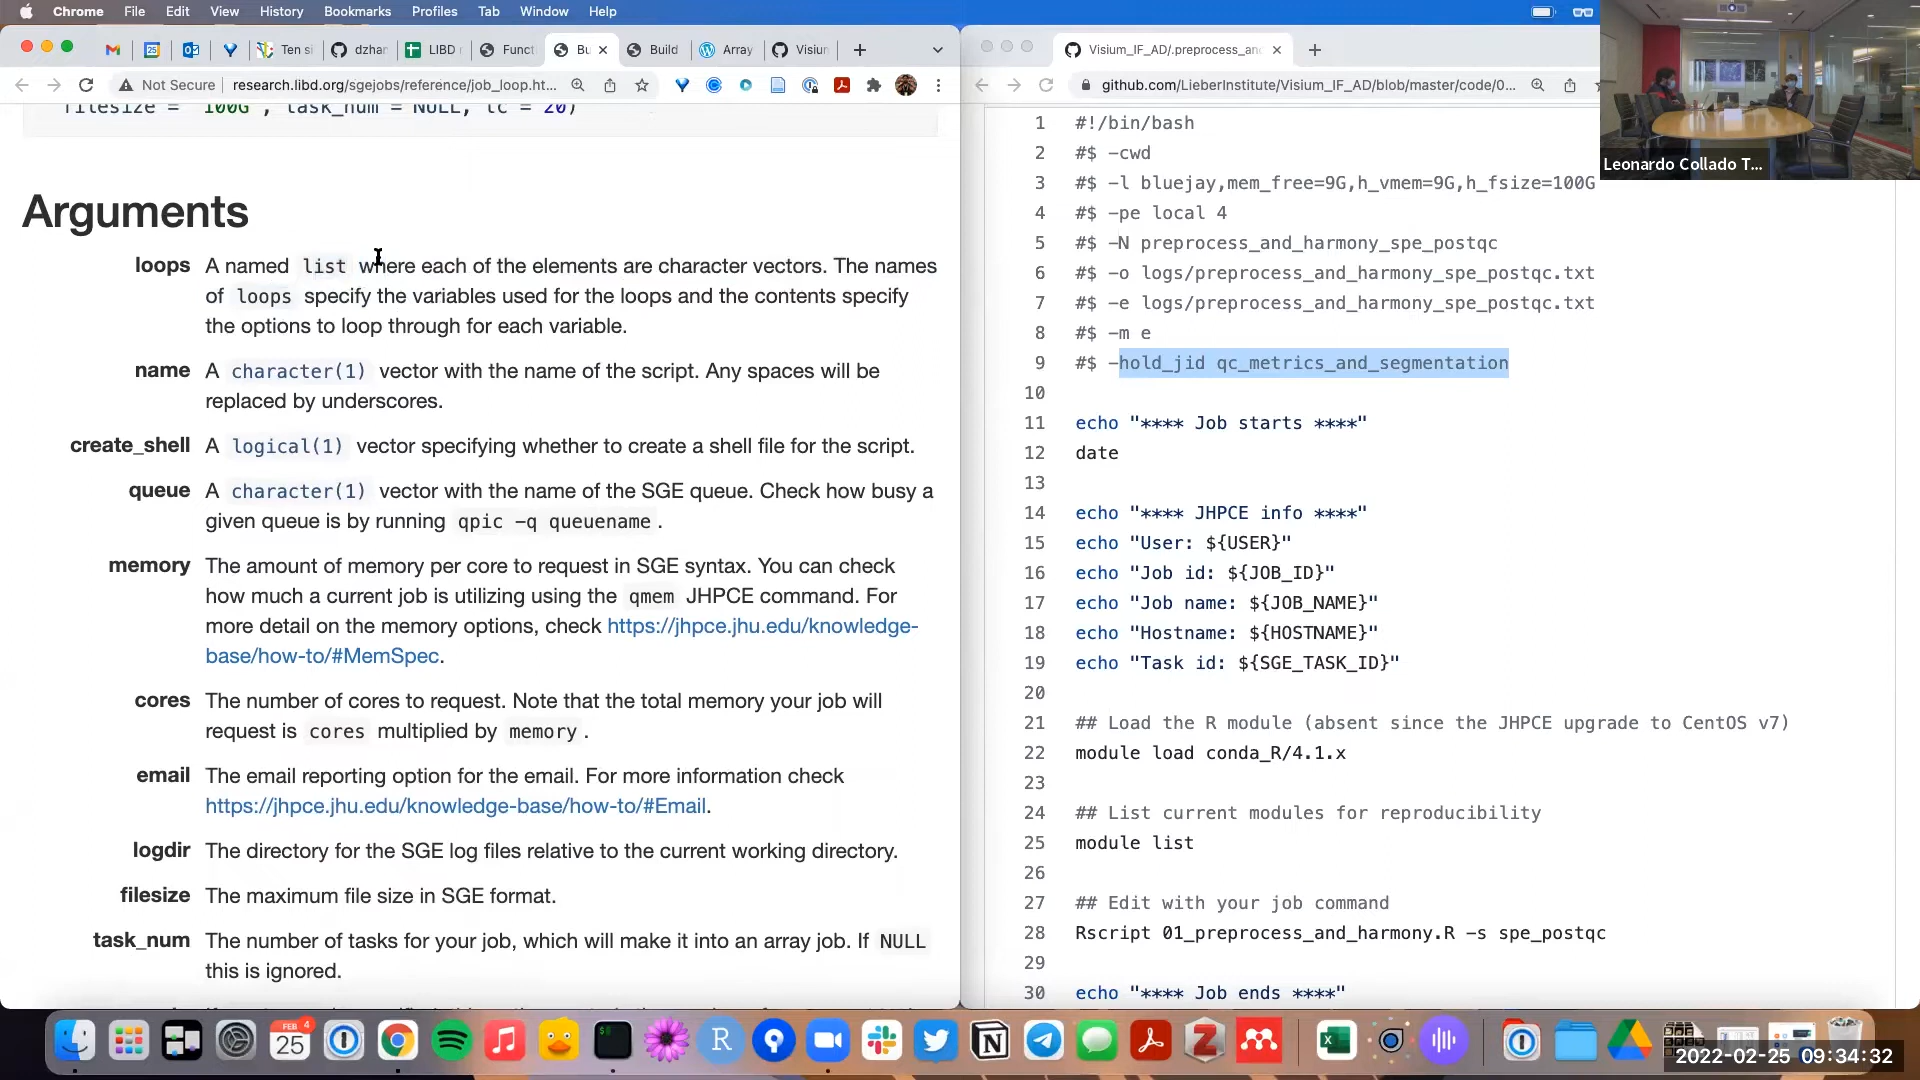 Chrome File Edit View History Bookmarks Profiles Tab Window Help
Ten si dzhan LIBD r Funct Bu Build Array Visiun
Not Secure research.libd.org/sgejobs/reference/job_loop.ht...
filesize = "100G", task_num = NULL, tc = 20)
Arguments
loops A named list where each of the elements are character vectors. The names
of loops specify the variables used for the loops and the contents specify
the options to loop through for each variable.
name A character(1) vector with the name of the script. Any spaces will be
replaced by underscores.
create_shell A logical(1) vector specifying whether to create a shell file for the script.
queue A character(1) vector with the name of the SGE queue. Check how busy a
given queue is by running qpic -q queuename.
memory The amount of memory per core to request in SGE syntax. You can check
how much a current job is utilizing using the qmem JHPCE command. For
more detail on the memory options, check https://jhpce.jhu.edu/knowledge-
base/how-to/#MemSpec.
cores The number of cores to request. Note that the total memory your job will
request is cores multiplied by memory.
email The email reporting option for the email. For more information check
https://jhpce.jhu.edu/knowledge-base/how-to/#Email.
logdir The directory for the SGE log files relative to the current working directory.
filesize The maximum file size in SGE format.
task_num The number of tasks for your job, which will make it into an array job. If NULL
this is ignored.
Visium_IF_AD/.preprocess_and
github.com/LieberInstitute/Visium_IF_AD/blob/master/code/0...
1 #!/bin/bash
2 #$ -cwd
3 #$ -l bluejay,mem_free=9G,h_vmem=9G,h_fsize=100G
4 #$ -pe local 4
5 #$ -N preprocess_and_harmony_spe_postqc
6 #$ -o logs/preprocess_and_harmony_spe_postqc.txt
7 #$ -e logs/preprocess_and_harmony_spe_postqc.txt
8 #$ -m e
9 #$ -hold_jid qc_metrics_and_segmentation
10
11 echo "**** Job starts ****"
12 date
13
14 echo "**** JHPCE info ****"
15 echo "User: ${USER}"
16 echo "Job id: ${JOB_ID}"
17 echo "Job name: ${JOB_NAME}"
18 echo "Hostname: ${HOSTNAME}"
19 echo "Task id: ${SGE_TASK_ID}"
20
21 ## Load the R module (absent since the JHPCE upgrade to CentOS v7)
22 module load conda_R/4.1.x
23
24 ## List current modules for reproducibility
25 module list
26
27 ## Edit with your job command
28 Rscript 01_preprocess_and_harmony.R -s spe_postqc
29
30 echo "**** Job ends ****"
Leonardo Collado T...
FEB 4
25
2022-02-25 09:34:32